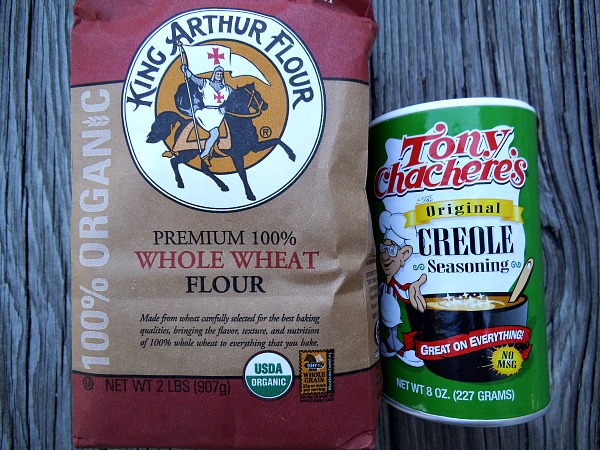 KING ARTHUR FLOUR
®
100% ORGANIC
PREMIUM 100%
WHOLE WHEAT
FLOUR
Made from wheat carefully selected for the best baking
qualities, bringing the flavor, texture, and nutrition
of 100% whole wheat to everything that you bake.
USDA
ORGANIC
WHOLE
GRAIN
U NET WT 2 LBS (907g)
Tony
Chachere's
The
Original
CREOLE
Seasoning
GREAT ON EVERYTHING!
NO
MSG
NET WT 8 OZ. (227 GRAMS)